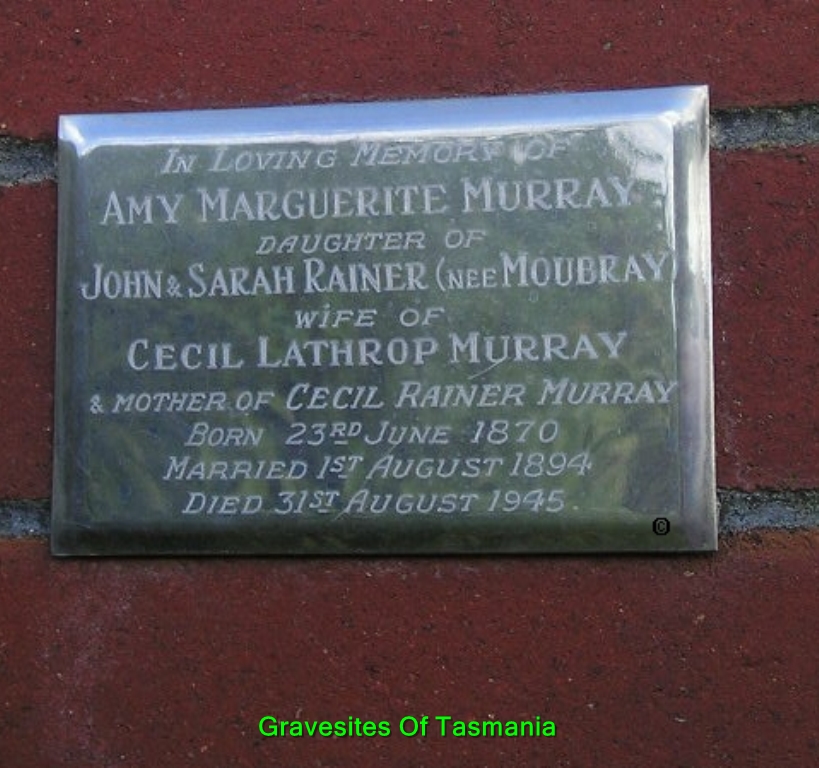 IN LOVING MEMORY OF
AMY MARGUERITE MURRAY
DAUGHTER OF
JOHN & SARAH RAINER (NEE MOUBRAY)
WIFE OF
CECIL LATHROP MURRAY
& MOTHER OF CECIL RAINER MURRAY
BORN 23RD JUNE 1870
MARRIED 1ST AUGUST 1894
DIED 31ST AUGUST 1945.
©
Gravesites Of Tasmania